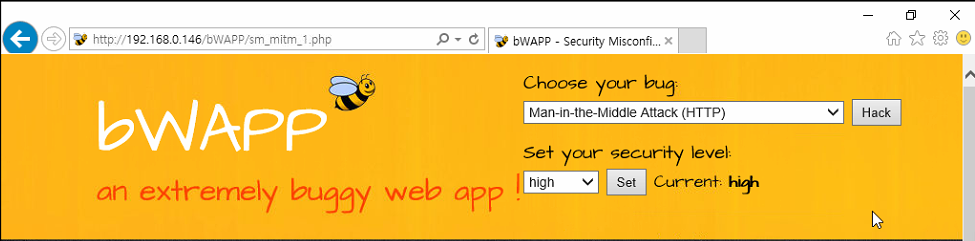 http://192.168.0.146/bWAPP/sm_mitm_1.php
bWAPP - Security Misconfi...
Choose your bug:
Man-in-the-Middle Attack (HTTP)
Hack
bWAPP
Set your security level:
high
Set
Current: high
an extremely buggy web app !